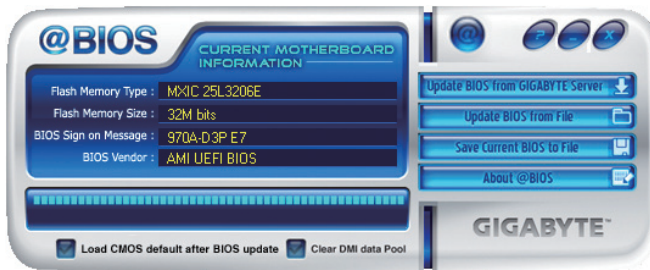 @BIOS
CURRENT MOTHERBOARD
INFORMATION
Flash Memory Type : MXIC 25L3206E
Flash Memory Size : 32M bits
BIOS Sign on Message : 970A-D3P E7
BIOS Vendor : AMI UEFI BIOS
Load CMOS default after BIOS update
Clear DMI data Pool
@ ? - X
Update BIOS from GIGABYTE Server
Update BIOS from File
Save Current BIOS to File
About @BIOS
GIGABYTE™